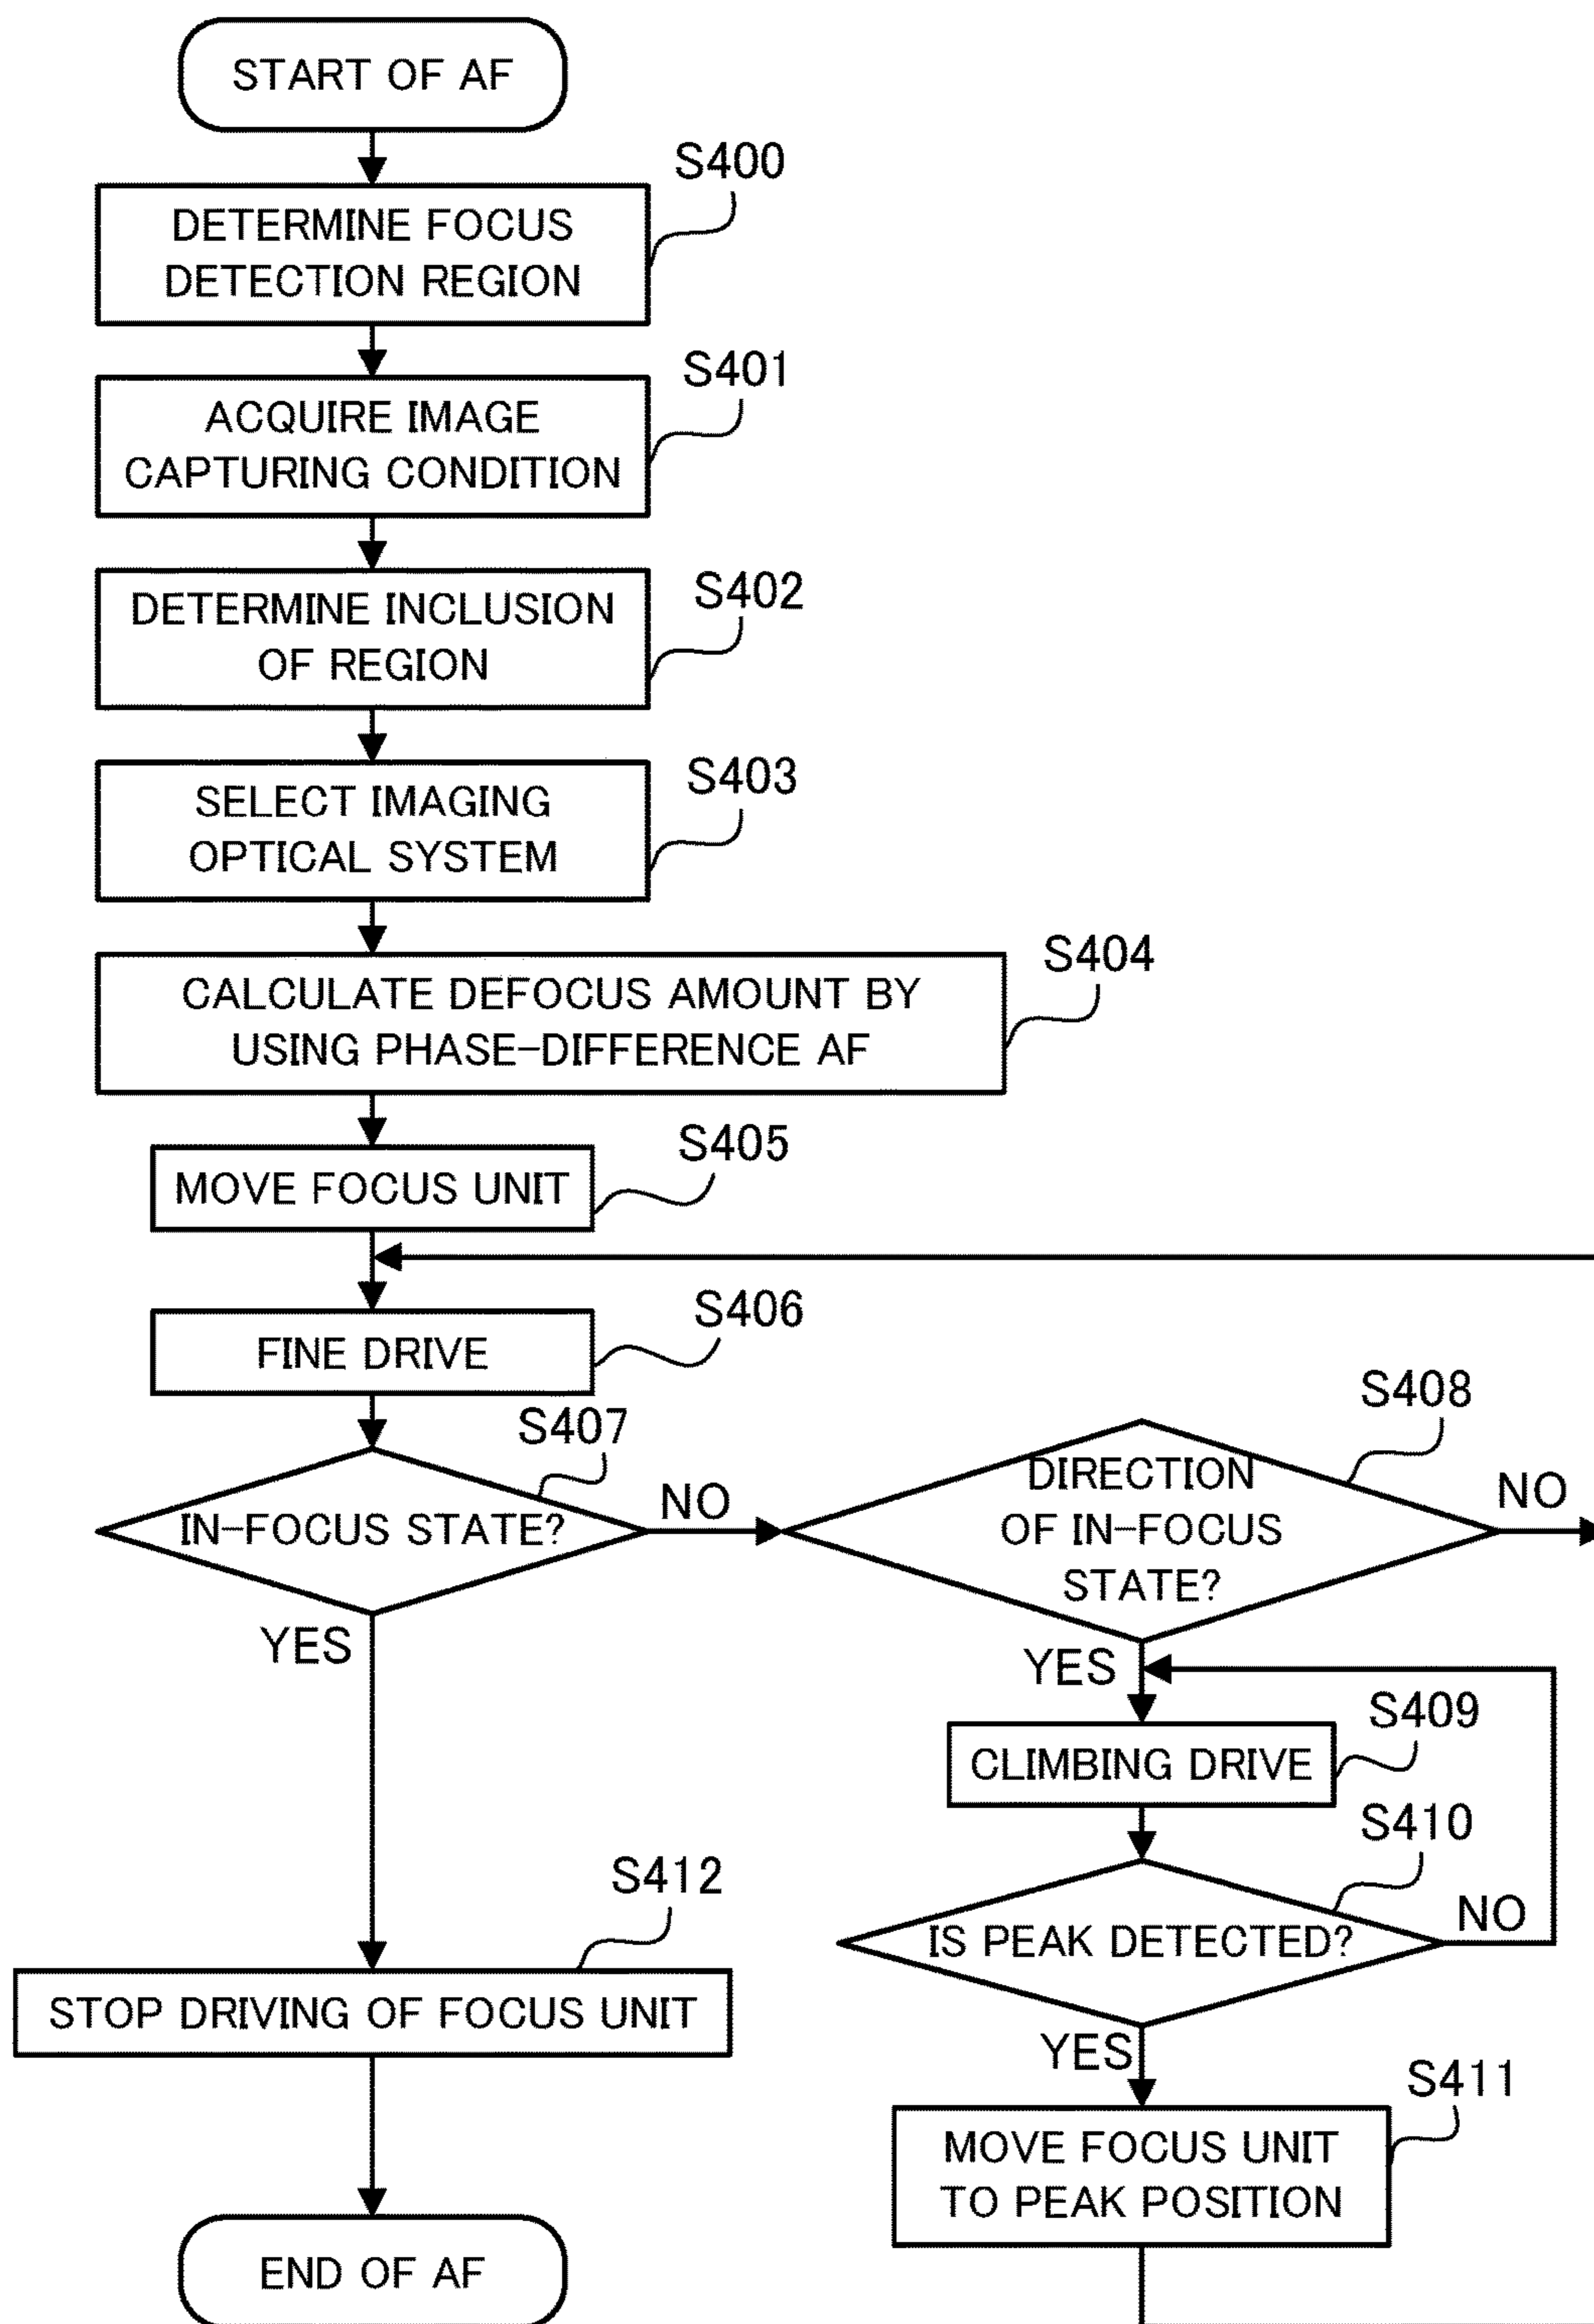 START OF AF
S400
DETERMINE FOCUS
DETECTION REGION
S401
ACQUIRE IMAGE
CAPTURING CONDITION
S402
DETERMINE INCLUSION
OF REGION
S403
SELECT IMAGING
OPTICAL SYSTEM
S404
CALCULATE DEFOCUS AMOUNT BY
USING PHASE-DIFFERENCE AF
S405
MOVE FOCUS UNIT
S406
FINE DRIVE
S407
IN-FOCUS STATE?
NO
YES
S408
DIRECTION
OF IN-FOCUS
STATE?
NO
YES
S409
CLIMBING DRIVE
S410
IS PEAK DETECTED?
NO
YES
S411
MOVE FOCUS UNIT
TO PEAK POSITION
S412
STOP DRIVING OF FOCUS UNIT
END OF AF